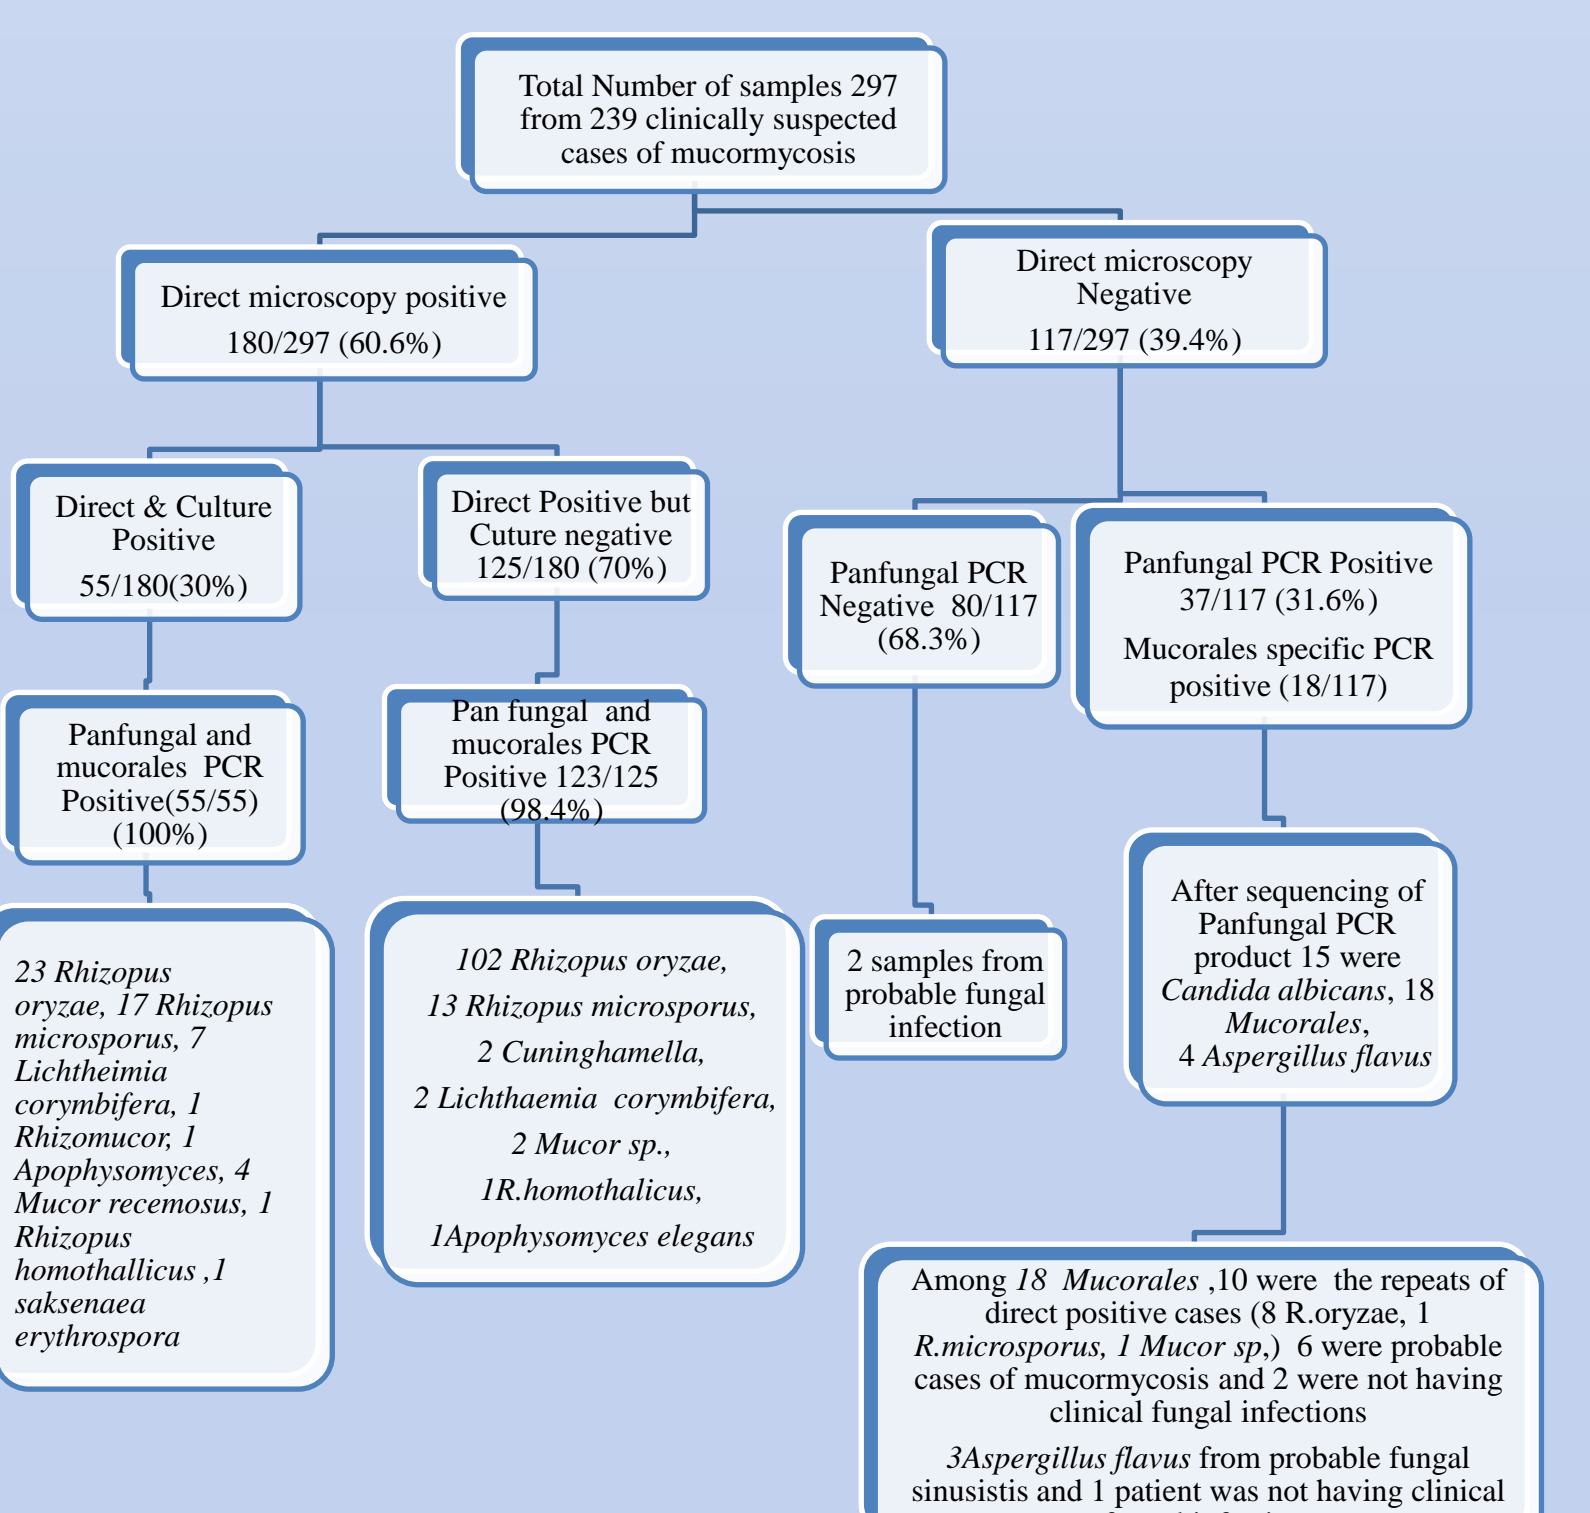 Total Number of samples 297
from 239 clinically suspected
cases of mucormycosis
Direct microscopy positive
180/297 (60.6%)
Direct microscopy
Negative
117/297 (39.4%)
Direct & Culture
Positive
55/180(30%)
Direct Positive but
Cuture negative
125/180 (70%)
Panfungal PCR
Negative 80/117
(68.3%)
Panfungal PCR Positive
37/117 (31.6%)
Mucorales specific PCR
positive (18/117)
Panfungal and
mucorales PCR
Positive(55/55)
(100%)
Pan fungal and
mucorales PCR
Positive 123/125
(98.4%)
23 Rhizopus
oryzae, 17 Rhizopus
microsporus, 7
Lichtheimia
corymbifera, 1
Rhizomucor, 1
Apophysomyces, 4
Mucor recemosus, 1
Rhizopus
homothallicus ,1
saksenaea
erythrospora
102 Rhizopus oryzae,
13 Rhizopus microsporus,
2 Cuninghamella,
2 Lichthaemia corymbifera,
2 Mucor sp.,
1R.homothalicus,
1Apophysomyces elegans
2 samples from
probable fungal
infection
After sequencing of
Panfungal PCR
product 15 were
Candida albicans, 18
Mucorales,
4 Aspergillus flavus
Among 18 Mucorales ,10 were the repeats of
direct positive cases (8 R.oryzae, 1
R.microsporus, 1 Mucor sp,) 6 were probable
cases of mucormycosis and 2 were not having
clinical fungal infections
3Aspergillus flavus from probable fungal
sinusistis and 1 patient was not having clinical